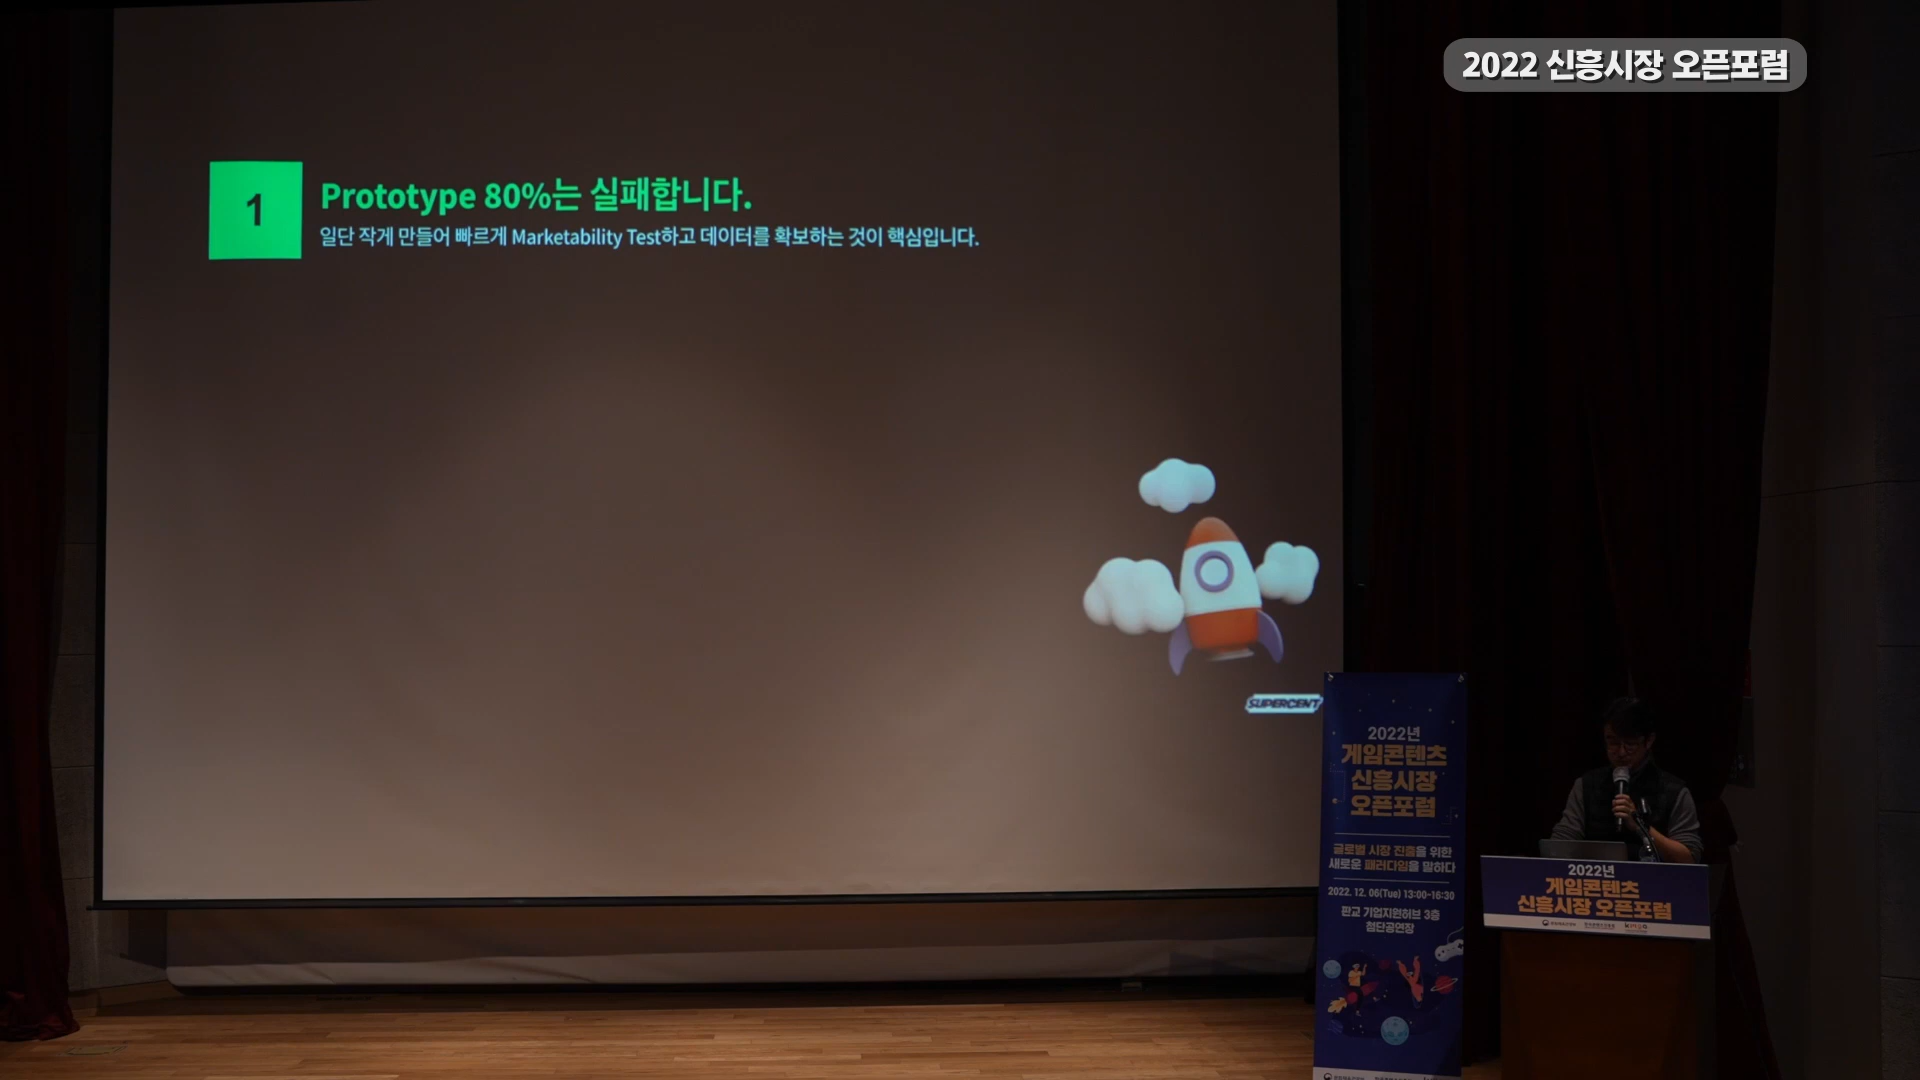 2022 신흥시장 오픈포럼
1
Prototype 80%는 실패합니다.
일단 작게 만들어 빠르게 Marketability Test하고 데이터를 확보하는 것이 핵심입니다.
SUPERCENT
2022년
게임콘텐츠
신흥시장
오픈포럼
글로벌 시장 진출을 위한
새로운 패러다임을 말하다
2022. 12. 06(Tue) 13:00-16:30
판교 기업지원허브 3층
첨단공연장
2022년
게임콘텐츠
신흥시장 오픈포럼